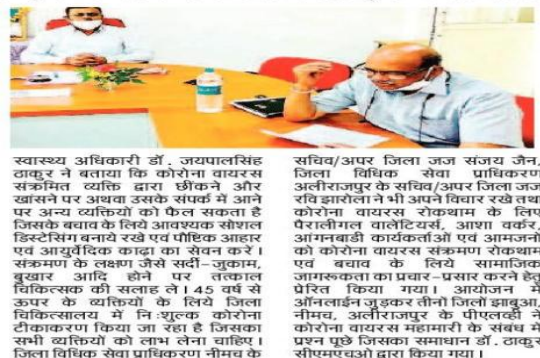 स्वास्थ्य अधिकारी डॉ. जयपालसिंह
ठाकुर ने बताया कि कोरोना वायरस
संक्रमित व्यक्ति द्वारा छींकने और
खांसने पर अथवा उसके संपर्क में आने
पर अन्य व्यक्तियों को फैल सकता है
जिसके बचाव के लिये आवश्यक सोशल
डिस्टेसिंग बनाये रखे एवं पौष्टिक आहार
एवं आयुर्वेदिक काढ़ा का सेवन करें।
संक्रमण के लक्षण जैसे सर्दी-जुकाम,
बुखार आदि होने पर तत्काल
चिकित्सक की सलाह ले। 45 वर्ष से
ऊपर के व्यक्तियों के लिये जिला
चिकित्सालय में निःशुल्क कोरोना
टीकाकरण किया जा रहा है जिसका
सभी व्यक्तियों को लाभ लेना चाहिए।
जिला विधिक सेवा प्राधिकरण नीमच के
सचिव/अपर जिला जज संजय जैन,
जिला विधिक सेवा प्राधिकरण
अलीराजपुर के सचिव/अपर जिला जज
रवि झारोला ने भी अपने विचार रखे तथा
कोरोना वायरस रोकथाम के लिए
पैरालीगल वालेंटियर्स, आशा वर्कर,
आंगनबाडी कार्यकर्ताओं एवं आमजनों
को कोरोना वायरस संक्रमण रोकथाम
एवं बचाव के लिये सामाजिक
जागरूकता का प्रचार-प्रसार करने हेतु
प्रेरित किया गया। आयोजन में
ऑनलाईन जुड़कर तीनों जिलों झाबुआ,
नीमच, अलीराजपुर के पीएलव्ही ने
कोरोना वायरस महामारी के संबंध में
प्रश्न पूछे जिसका समाधान डॉ. ठाकुर
सीएमएचओ द्वारा किया गया।